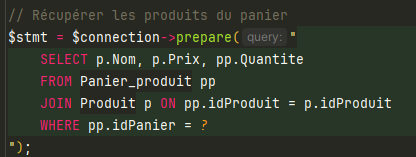 // Récupérer les produits du panier
$stmt = $connection->prepare( query: "
    SELECT p.Nom, p.Prix, pp.Quantite
    FROM Panier_produit pp
    JOIN Produit p ON pp.idProduit = p.idProduit
    WHERE pp.idPanier = ?
");